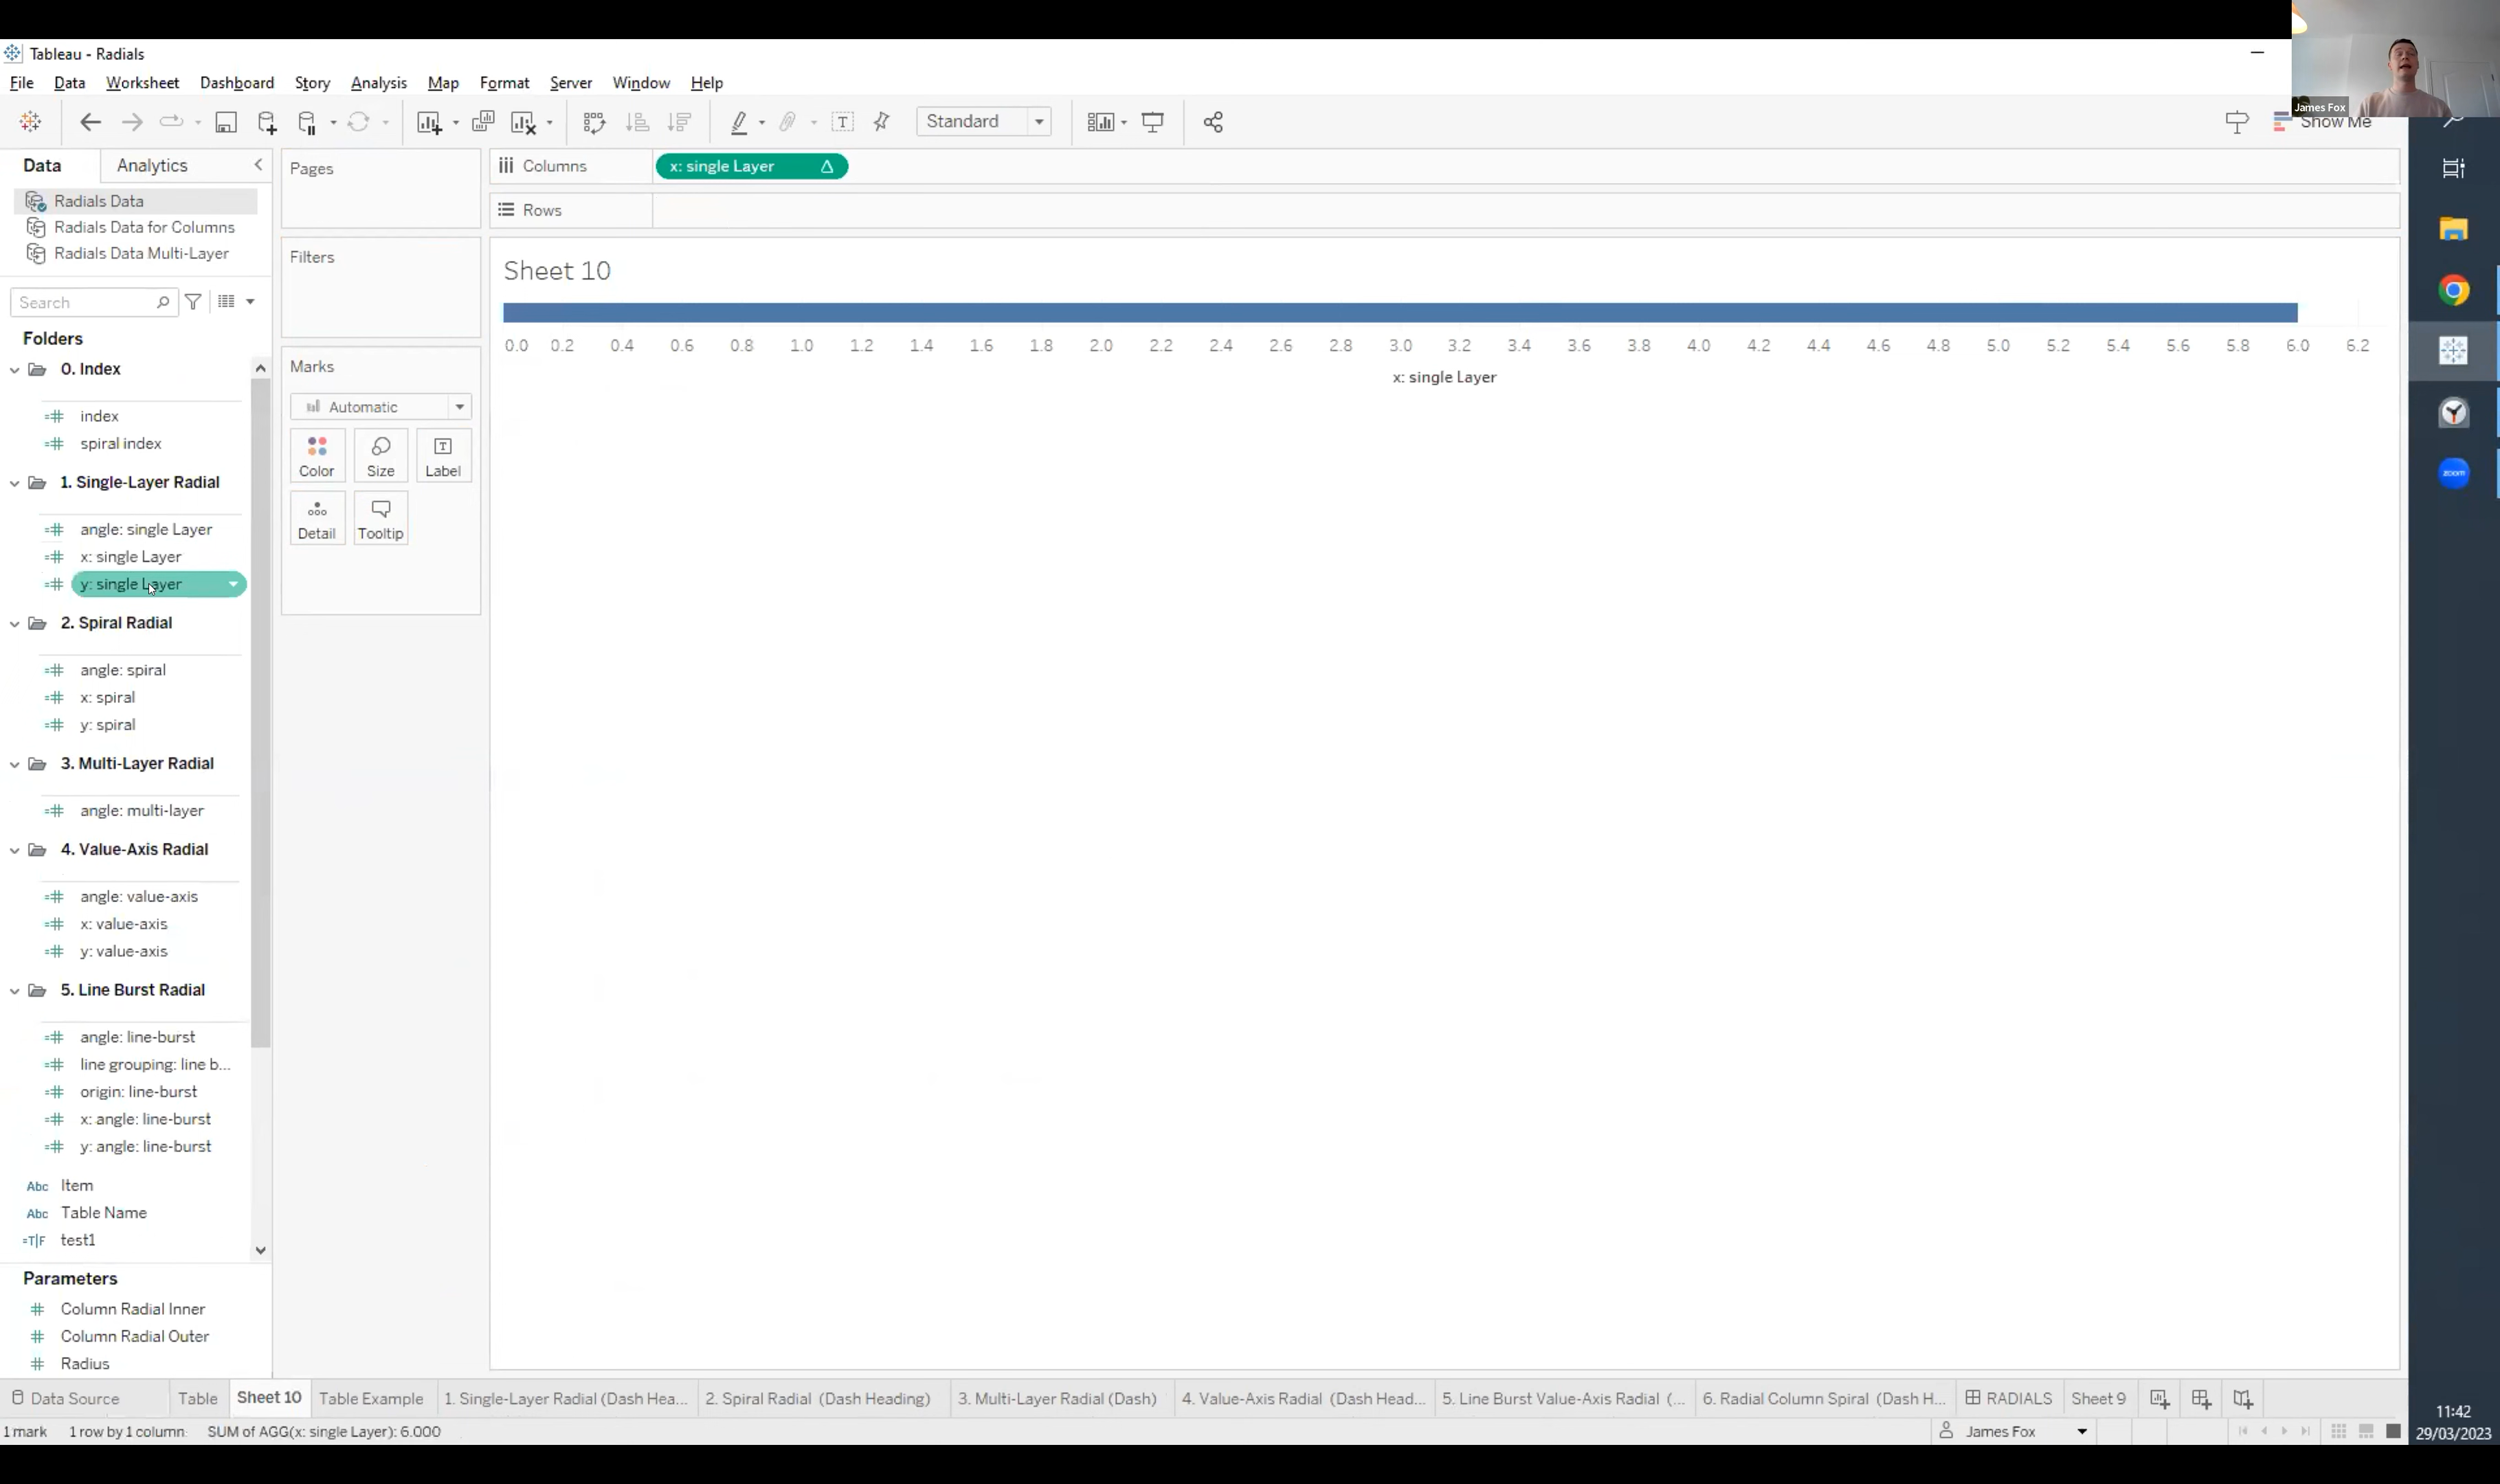 Tableau - Radials
File Data Worksheet Dashboard Story Analysis Map Format Server Window Help
James Fox
Standard
Show Me
Data Analytics
Radials Data
Radials Data for Columns
Radials Data Multi-Layer
Search
Folders
0. Index
index
spiral index
1. Single-Layer Radial
angle: single Layer
x: single Layer
y: single Layer
2. Spiral Radial
angle: spiral
x: spiral
y: spiral
3. Multi-Layer Radial
angle: multi-layer
4. Value-Axis Radial
angle: value-axis
x: value-axis
y: value-axis
5. Line Burst Radial
angle: line-burst
line grouping: line b...
origin: line-burst
x: angle: line-burst
y: angle: line-burst
Abc Item
Abc Table Name
=T|F test1
Parameters
Column Radial Inner
Column Radial Outer
Radius
Pages
Filters
Marks
Automatic
Color Size Label
Detail Tooltip
Columns x: single Layer
Rows
Sheet 10
0.0 0.2 0.4 0.6 0.8 1.0 1.2 1.4 1.6 1.8 2.0 2.2 2.4 2.6 2.8 3.0 3.2 3.4 3.6 3.8 4.0 4.2 4.4 4.6 4.8 5.0 5.2 5.4 5.6 5.8 6.0 6.2
x: single Layer
zoom
Data Source Table Sheet 10 Table Example 1. Single-Layer Radial (Dash Hea... 2. Spiral Radial (Dash Heading) 3. Multi-Layer Radial (Dash) 4. Value-Axis Radial (Dash Head... 5. Line Burst Value-Axis Radial (... 6. Radial Column Spiral (Dash H... RADIALS Sheet 9
1 mark 1 row by 1 column SUM of AGG(x: single Layer): 6.000 James Fox
11:42
29/03/2023